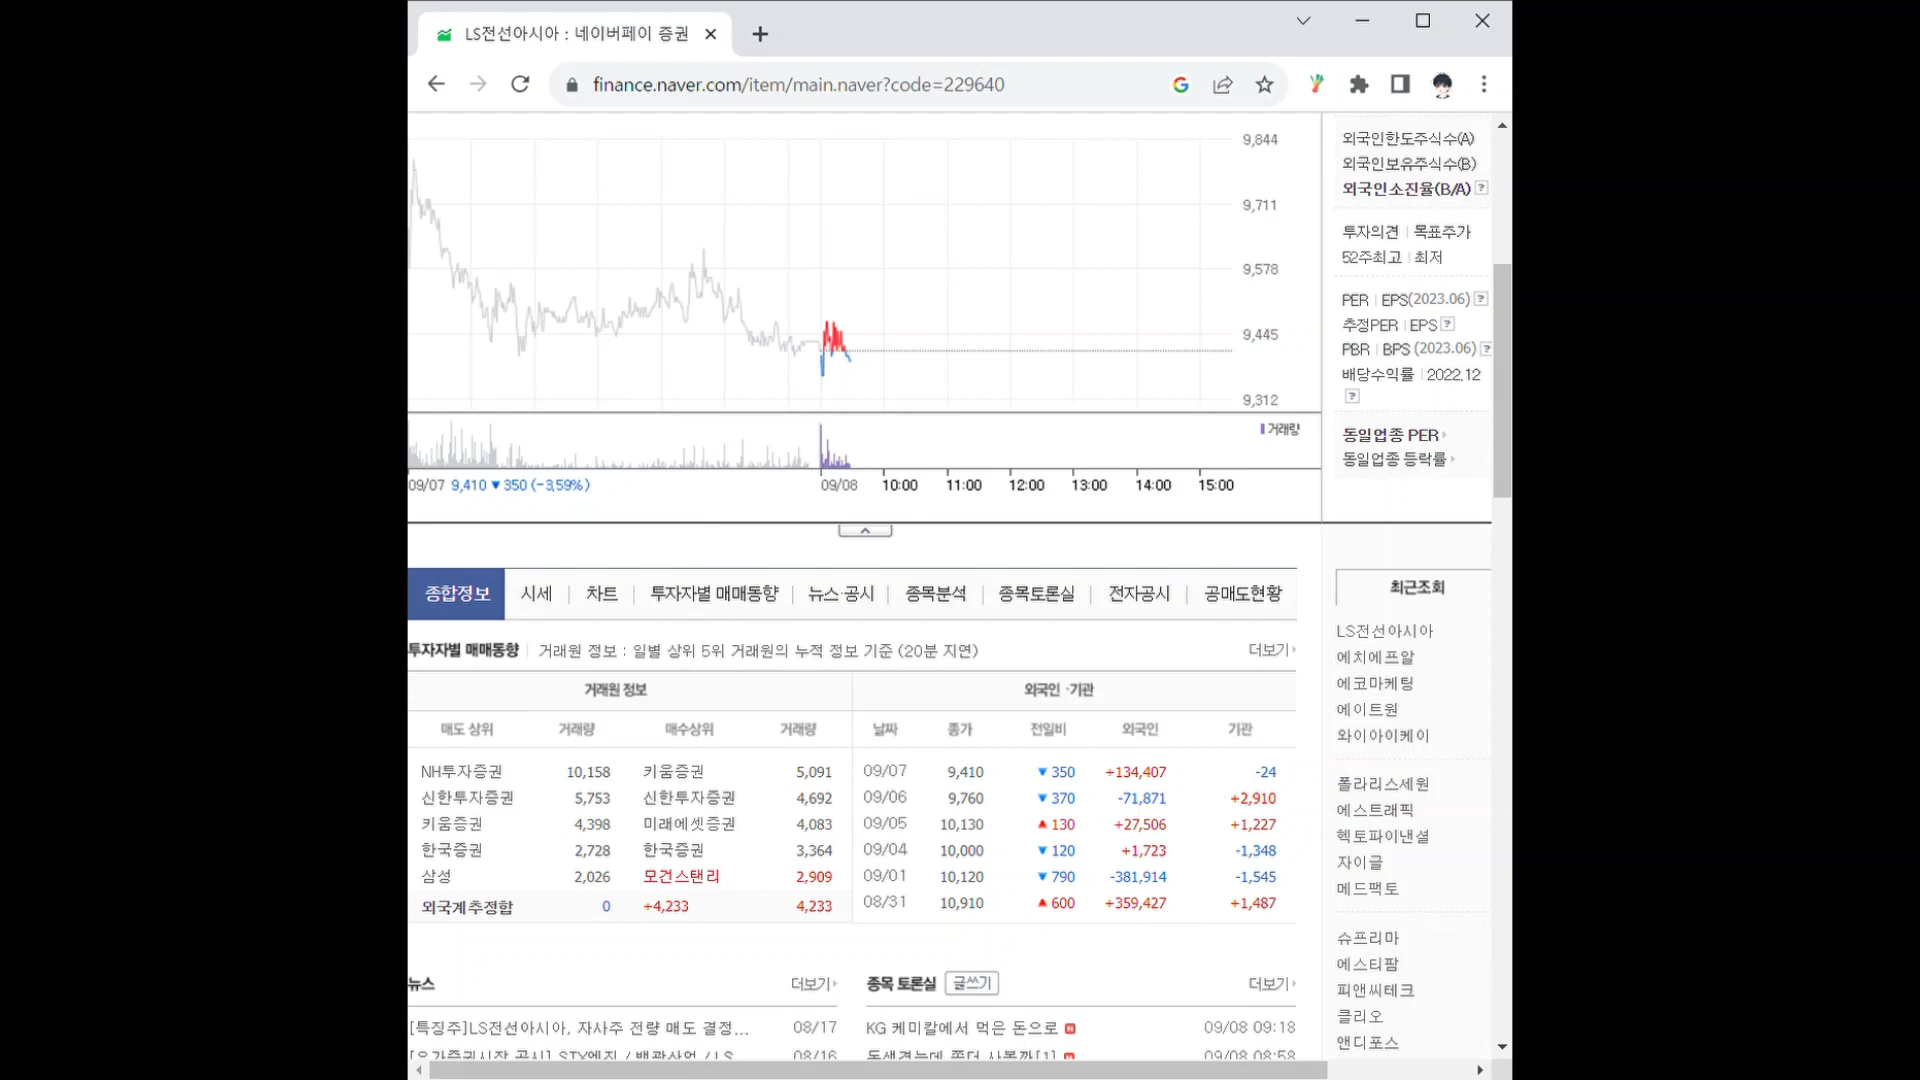 LS전선아시아 : 네이버페이 증권
finance.naver.com/item/main.naver?code=229640
9,844
9,711
9,578
9,445
9,312
거래량
09/07 9,410 ▼ 350 (-3.59%)
09/08 10:00 11:00 12:00 13:00 14:00 15:00
외국인한도주식수(A)
외국인보유주식수(B)
외국인소진율(B/A) ?
투자의견 | 목표주가
52주최고 | 최저
PER | EPS(2023.06) ?
추정PER | EPS ?
PBR | BPS (2023.06) ?
배당수익률 | 2022.12
?
동일업종 PER
동일업종 등락률
종합정보 시세 | 차트 | 투자자별 매매동향 | 뉴스·공시 | 종목분석 | 종목토론실 | 전자공시 | 공매도현황
투자자별 매매동향 | 거래원 정보 : 일별 상위 5위 거래원의 누적 정보 기준 (20분 지연) 더보기
거래원 정보 외국인·기관
매도 상위 거래량 매수상위 거래량 날짜 종가 전일비 외국인 기관
NH투자증권 10,158 키움증권 5,091 09/07 9,410 ▼ 350 +134,407 -24
신한투자증권 5,753 신한투자증권 4,692 09/06 9,760 ▼ 370 -71,871 +2,910
키움증권 4,398 미래에셋증권 4,083 09/05 10,130 ▲ 130 +27,506 +1,227
한국증권 2,728 한국증권 3,364 09/04 10,000 ▼ 120 +1,723 -1,348
삼성 2,026 모건스탠리 2,909 09/01 10,120 ▼ 790 -381,914 -1,545
외국계추정합 0 +4,233 4,233 08/31 10,910 ▲ 600 +359,427 +1,487
뉴스 더보기
[특징주]LS전선아시아, 자사주 전량 매도 결정... 08/17
[유가증권시장 공시] STX엔진 / 백광산업 / LS 08/16
종목 토론실 글쓰기 더보기
KG 케미칼에서 먹은 돈으로 N 09/08 09:18
09/08 08:58
최근조회
LS전선아시아
에치에프알
에코마케팅
에이트원
와이아이케이
폴라리스세원
에스트래픽
헥토파이낸셜
자이글
메드팩토
슈프리마
에스티팜
피앤씨테크
클리오
앤디포스